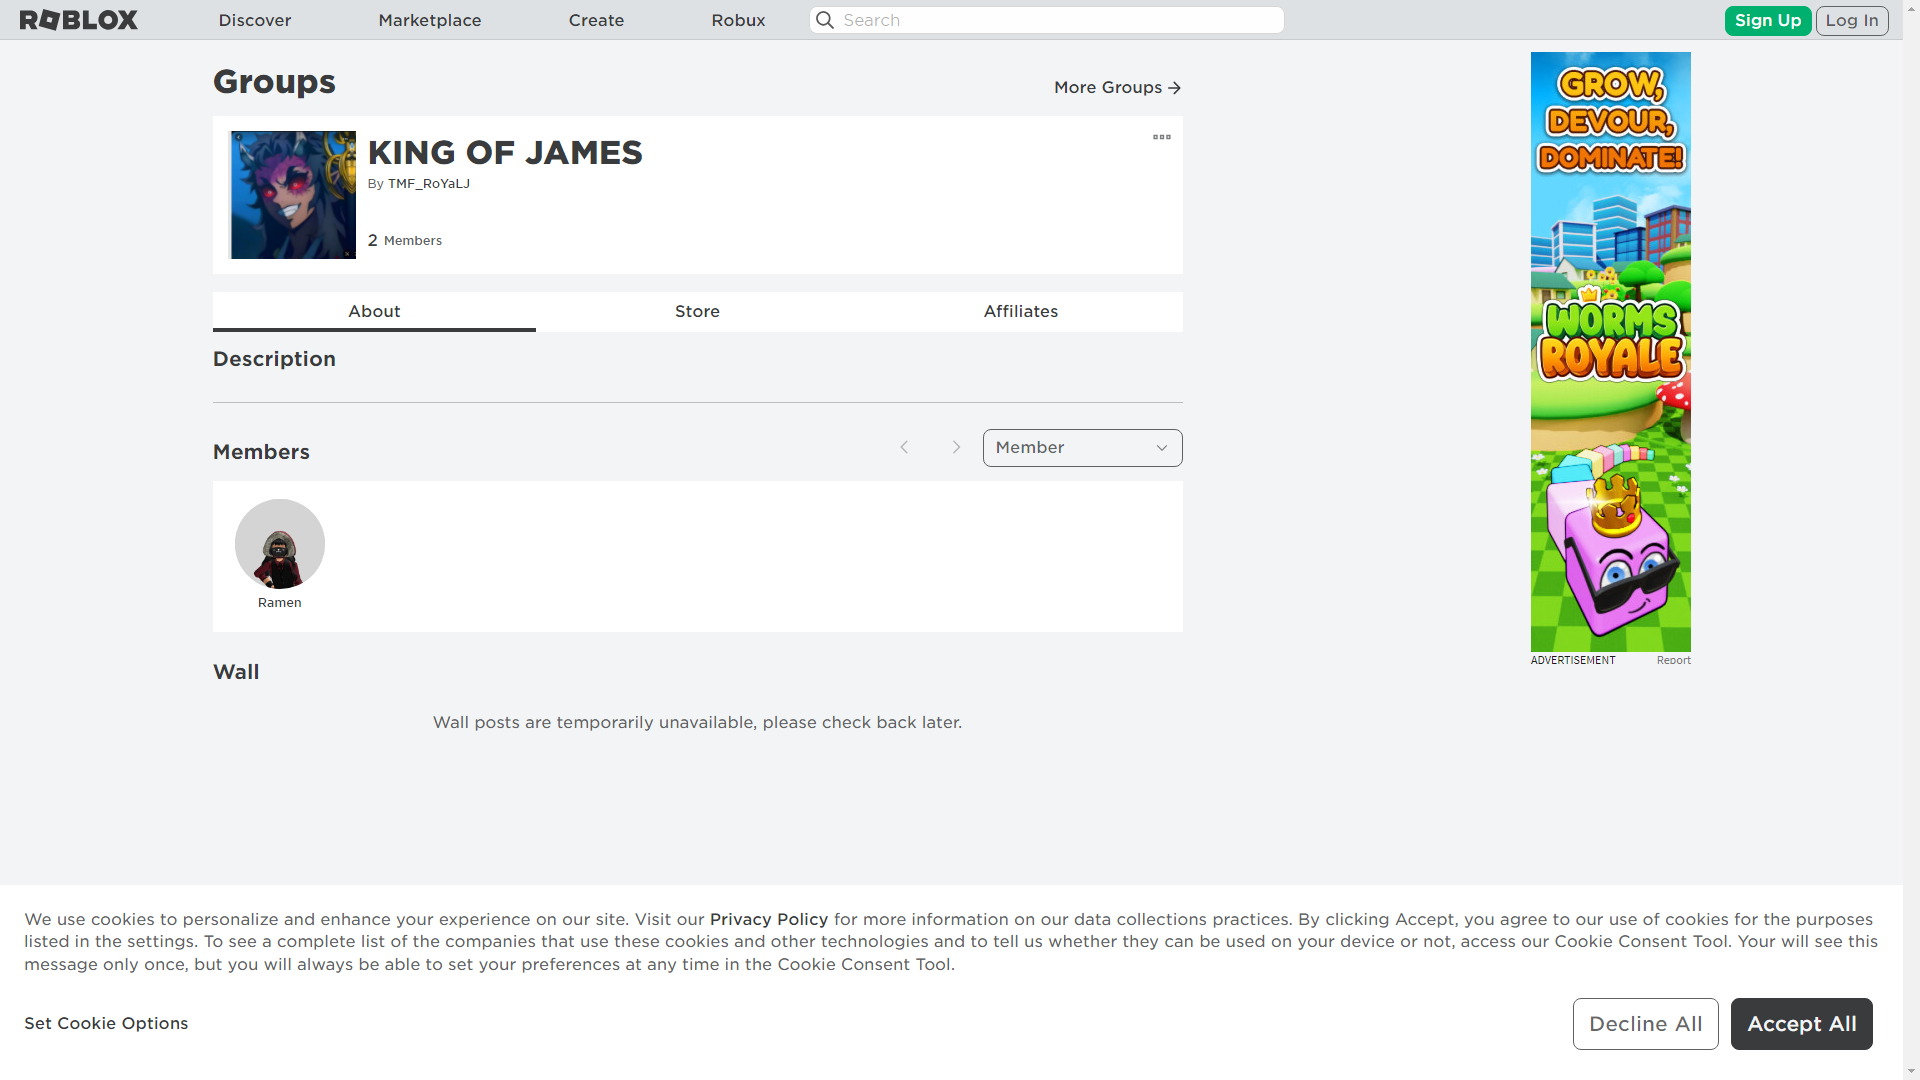 ROBLOX
Discover
Marketplace
Create
Robux
Search
Sign Up
Log In
Groups
More Groups
KING OF JAMES
By TMF_RoYaLJ
2 Members
About
Store
Affiliates
Description
Members
Member
Ramen
Wall
Wall posts are temporarily unavailable, please check back later.
GROW,
DEVOUR,
DOMINATE!
WORMS
ROYALE
ADVERTISEMENT
Report
We use cookies to personalize and enhance your experience on our site. Visit our Privacy Policy for more information on our data collections practices. By clicking Accept, you agree to our use of cookies for the purposes
listed in the settings. To see a complete list of the companies that use these cookies and other technologies and to tell us whether they can be used on your device or not, access our Cookie Consent Tool. Your will see this
message only once, but you will always be able to set your preferences at any time in the Cookie Consent Tool.
Set Cookie Options
Decline All
Accept All